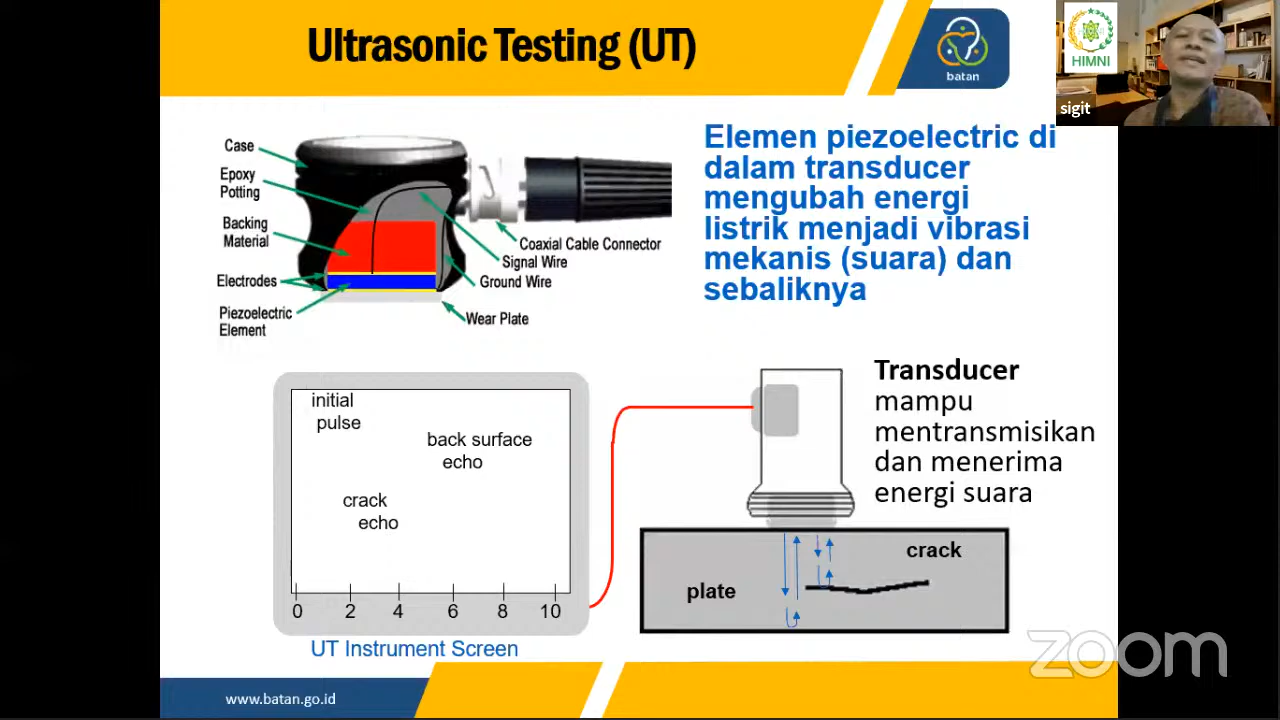 Ultrasonic Testing (UT)
batan
HIMNI
sigit
Case
Epoxy
Potting
Backing
Material
Electrodes
Piezoelectric
Element
Coaxial Cable Connector
Signal Wire
Ground Wire
Wear Plate
Elemen piezoelectric di
dalam transducer
mengubah energi
listrik menjadi vibrasi
mekanis (suara) dan
sebaliknya
initial
pulse
back surface
echo
crack
echo
0 2 4 6 8 10
UT Instrument Screen
Transducer
mampu
mentransmisikan
dan menerima
energi suara
crack
plate
zoom
www.batan.go.id